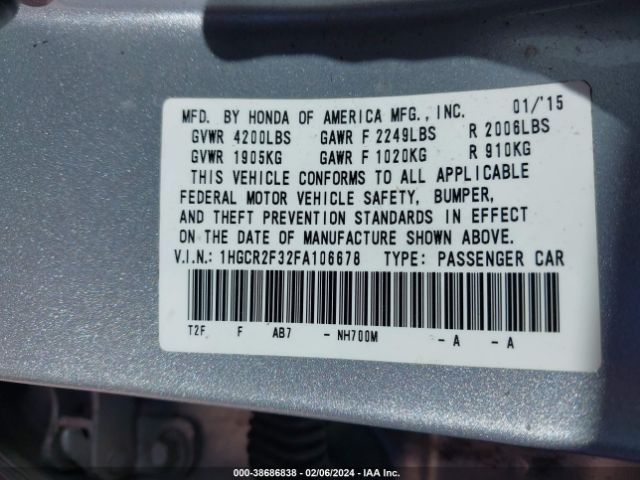 MFD. BY HONDA OF AMERICA MFG., INC. 01/'15
GVWR 4200LBS GAWR F 2249LBS R 2006LBS
GVWR 1905KG GAWR F 1020KG R 910KG
THIS VEHICLE CONFORMS TO ALL APPLICABLE
FEDERAL MOTOR VEHICLE SAFETY, BUMPER,
AND THEFT PREVENTION STANDARDS IN EFFECT
ON THE DATE OF MANUFACTURE SHOWN ABOVE.
V.I.N.: 1HGCR2F32FA106678 TYPE: PASSENGER CAR
T2F F AB7 - NH700M - A - A
000-38686838 - 02/06/2024 - IAA Inc.